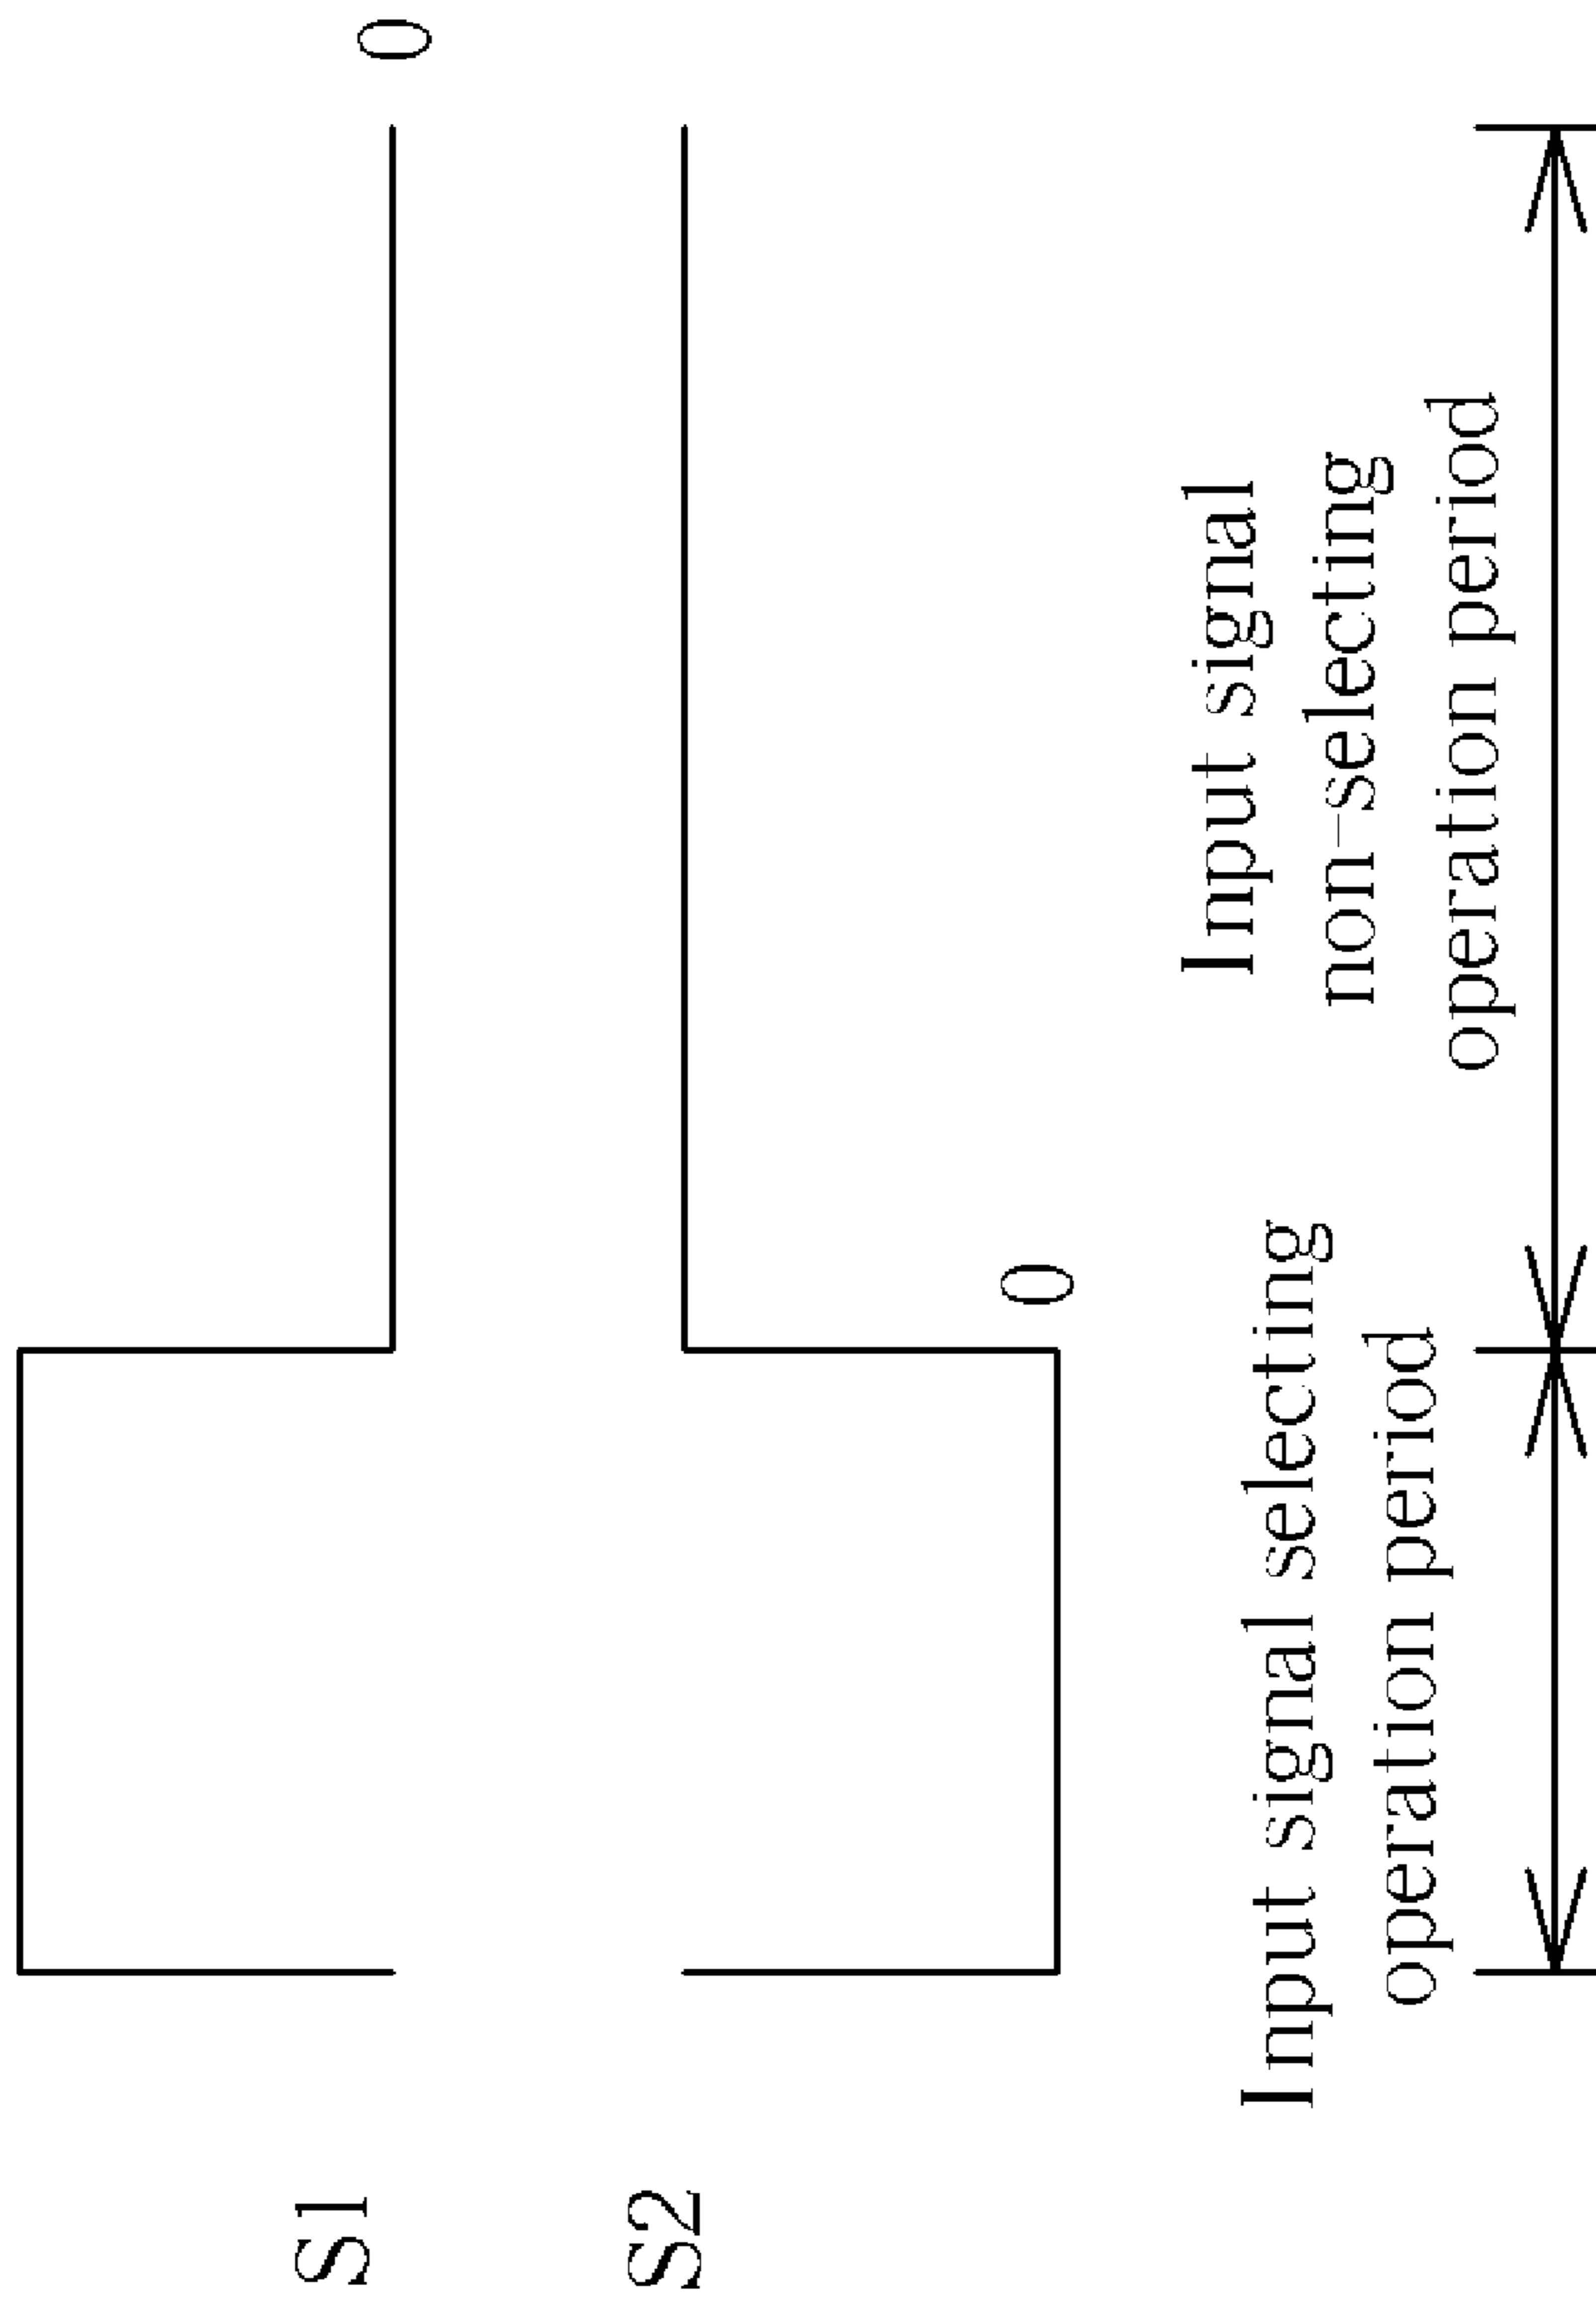 S1
0
S2
0
Input signal selecting
operation period
Input signal
non-selecting
operation period